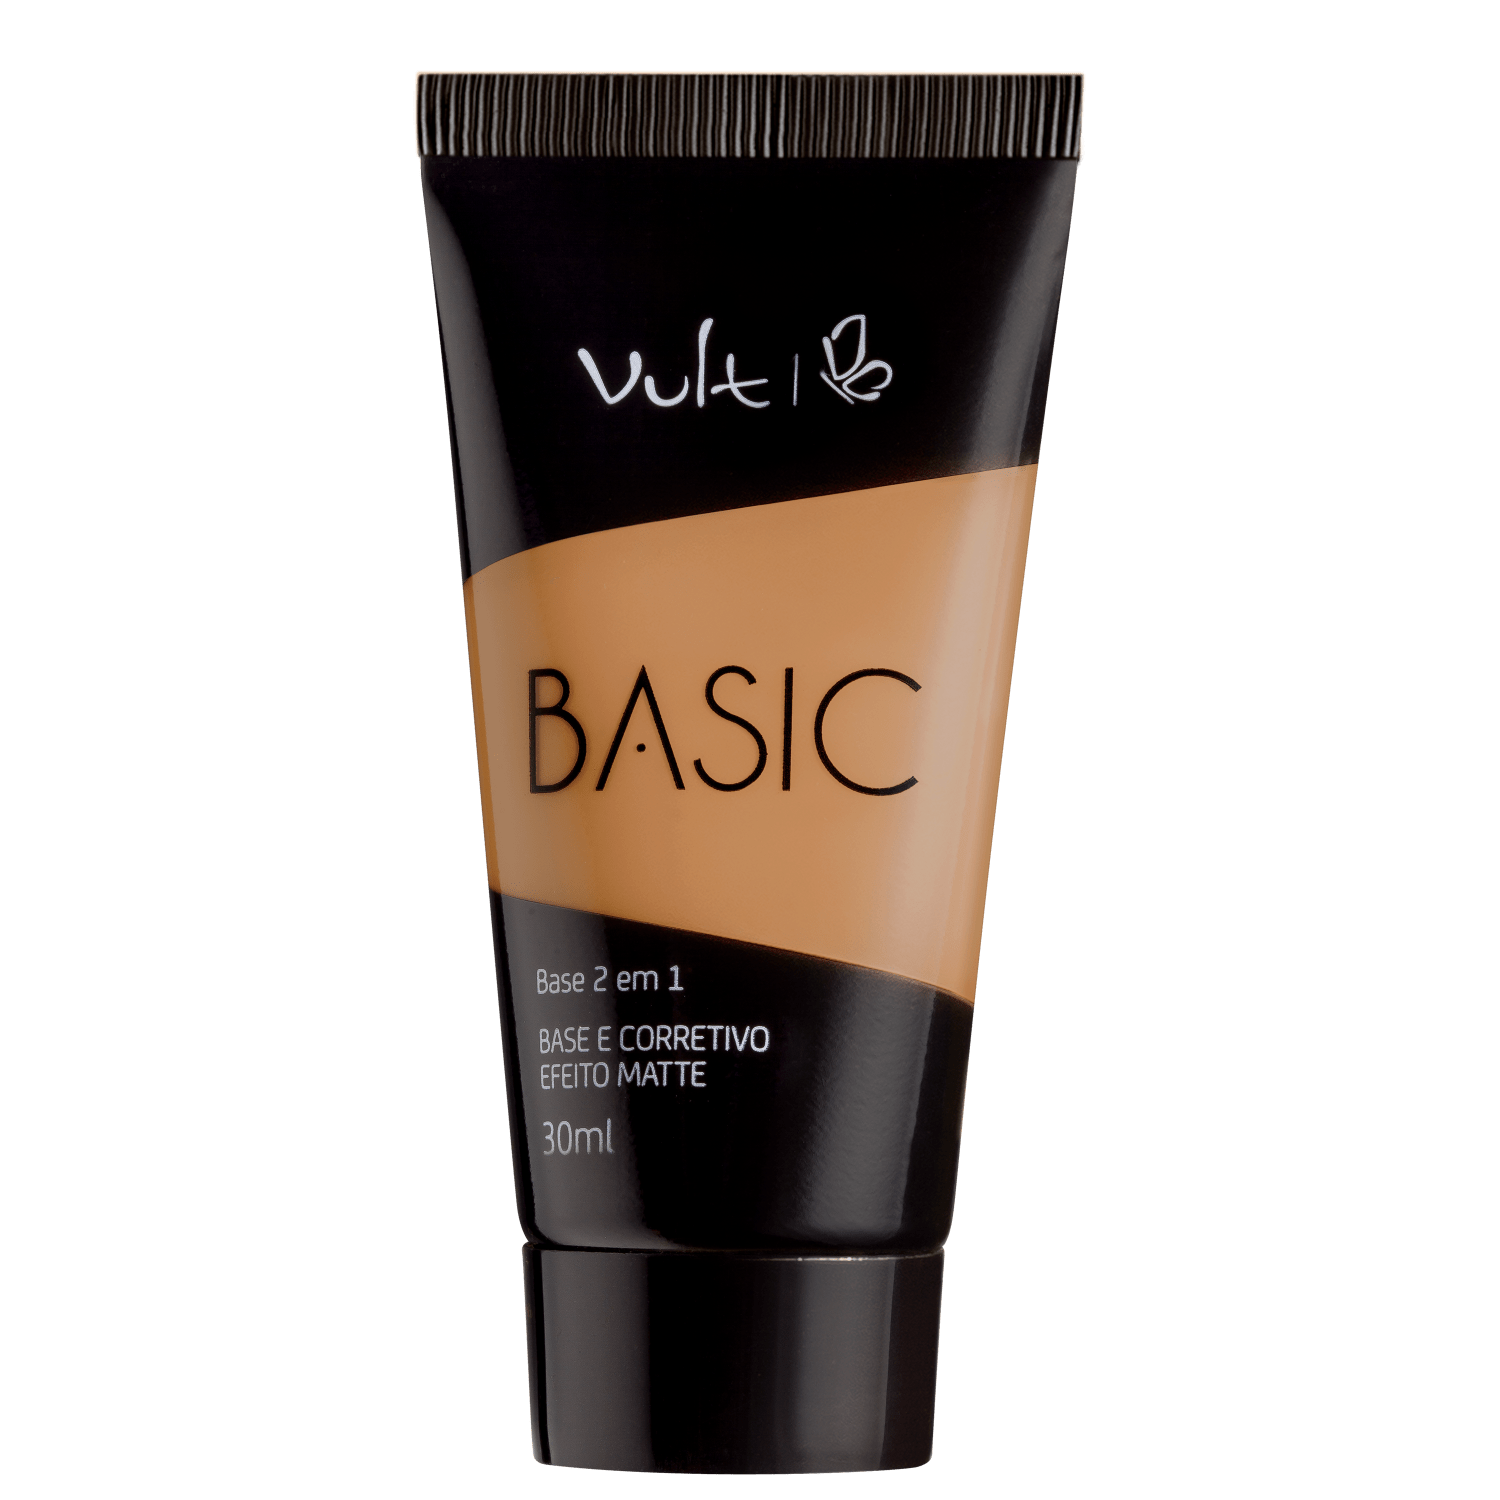 Vult
BASIC
Base 2 em 1
BASE E CORRETIVO
EFEITO MATTE
30ml